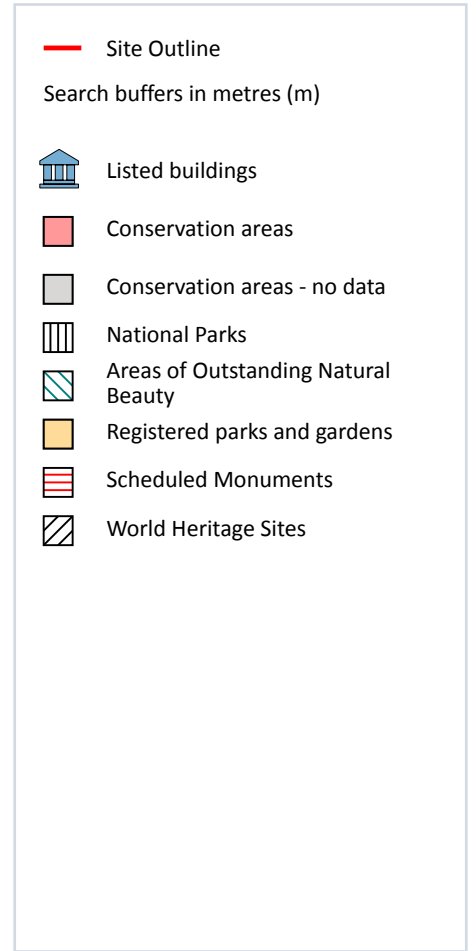 Site Outline
Search buffers in metres (m)
Listed buildings
Conservation areas
Conservation areas - no data
National Parks
Areas of Outstanding Natural
Beauty
Registered parks and gardens
Scheduled Monuments
World Heritage Sites